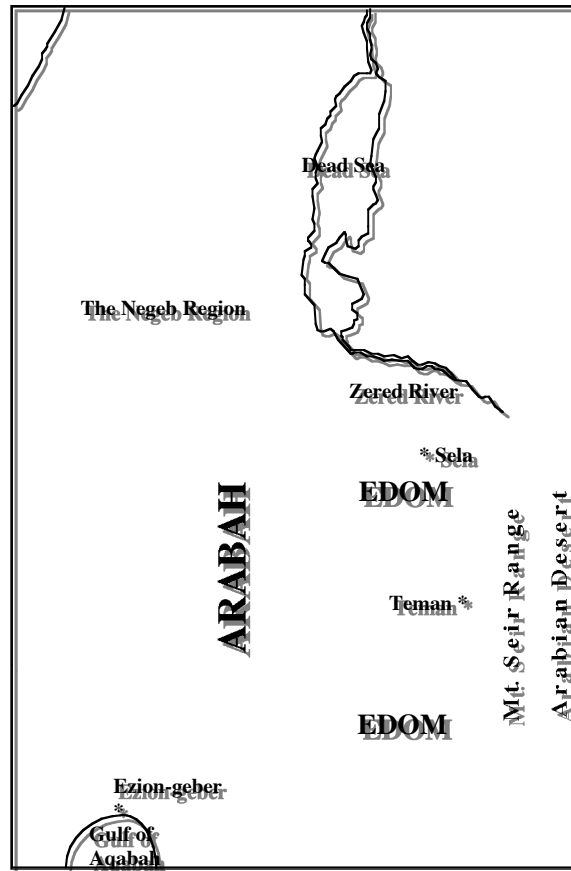 Dead Sea
The Negeb Region
Zered River
* Sela
EDOM
ARABAH
Mt. Seir Range
Arabian Desert
Teman *
EDOM
Ezion-geber
*
Gulf of
Aqabah